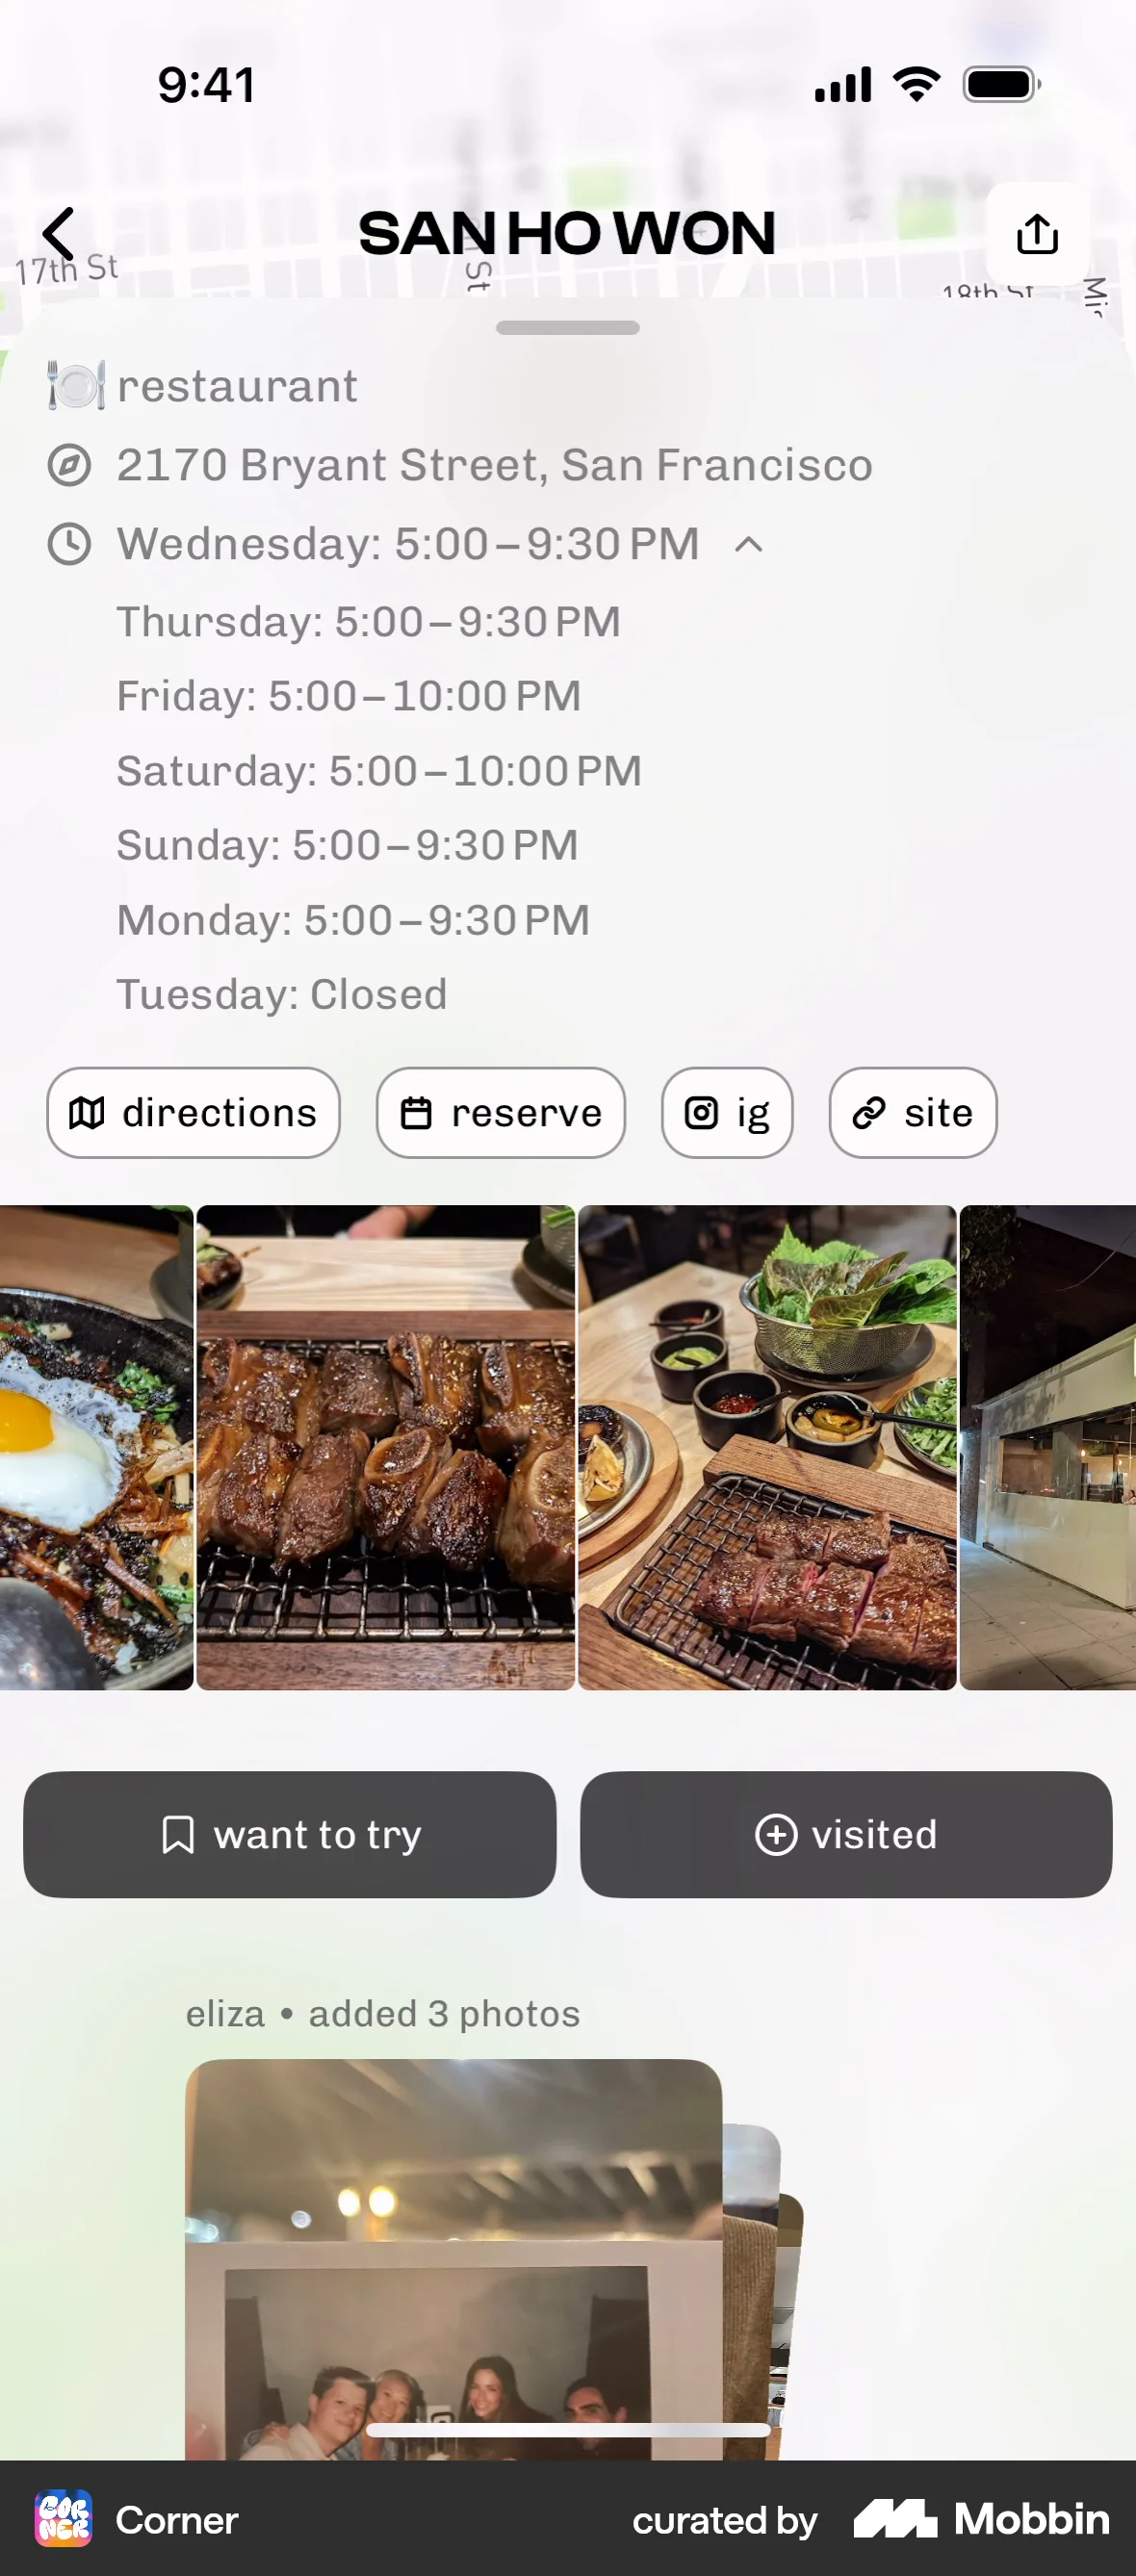 9:41
SAN HO WON
17th St
St
18th St
restaurant
2170 Bryant Street, San Francisco
Wednesday: 5:00–9:30 PM
Thursday: 5:00–9:30 PM
Friday: 5:00–10:00 PM
Saturday: 5:00–10:00 PM
Sunday: 5:00–9:30 PM
Monday: 5:00–9:30 PM
Tuesday: Closed
directions reserve ig site
want to try visited
eliza • added 3 photos
CORNER Corner curated by Mobbin